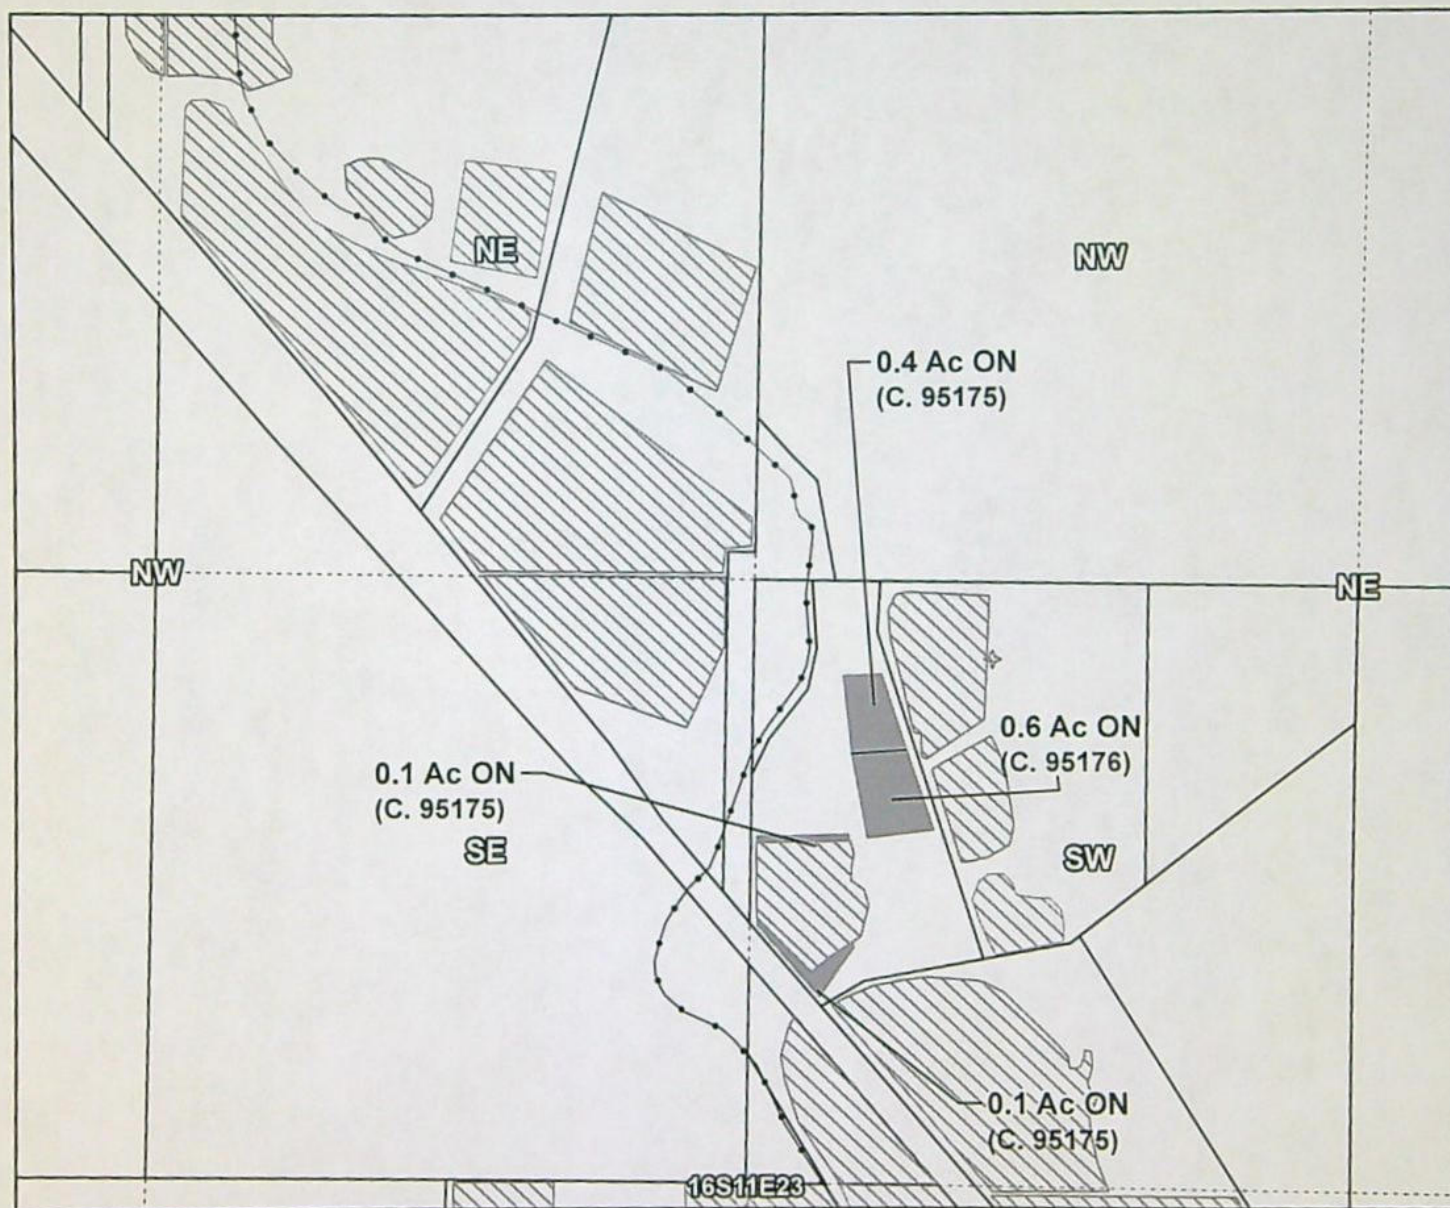 NE
NW
0.4 Ac ON
(C. 95175)
NW
NE
0.6 Ac ON
(C. 95176)
0.1 Ac ON
(C. 95175)
SE
SW
0.1 Ac ON
(C. 95175)
16S11E23